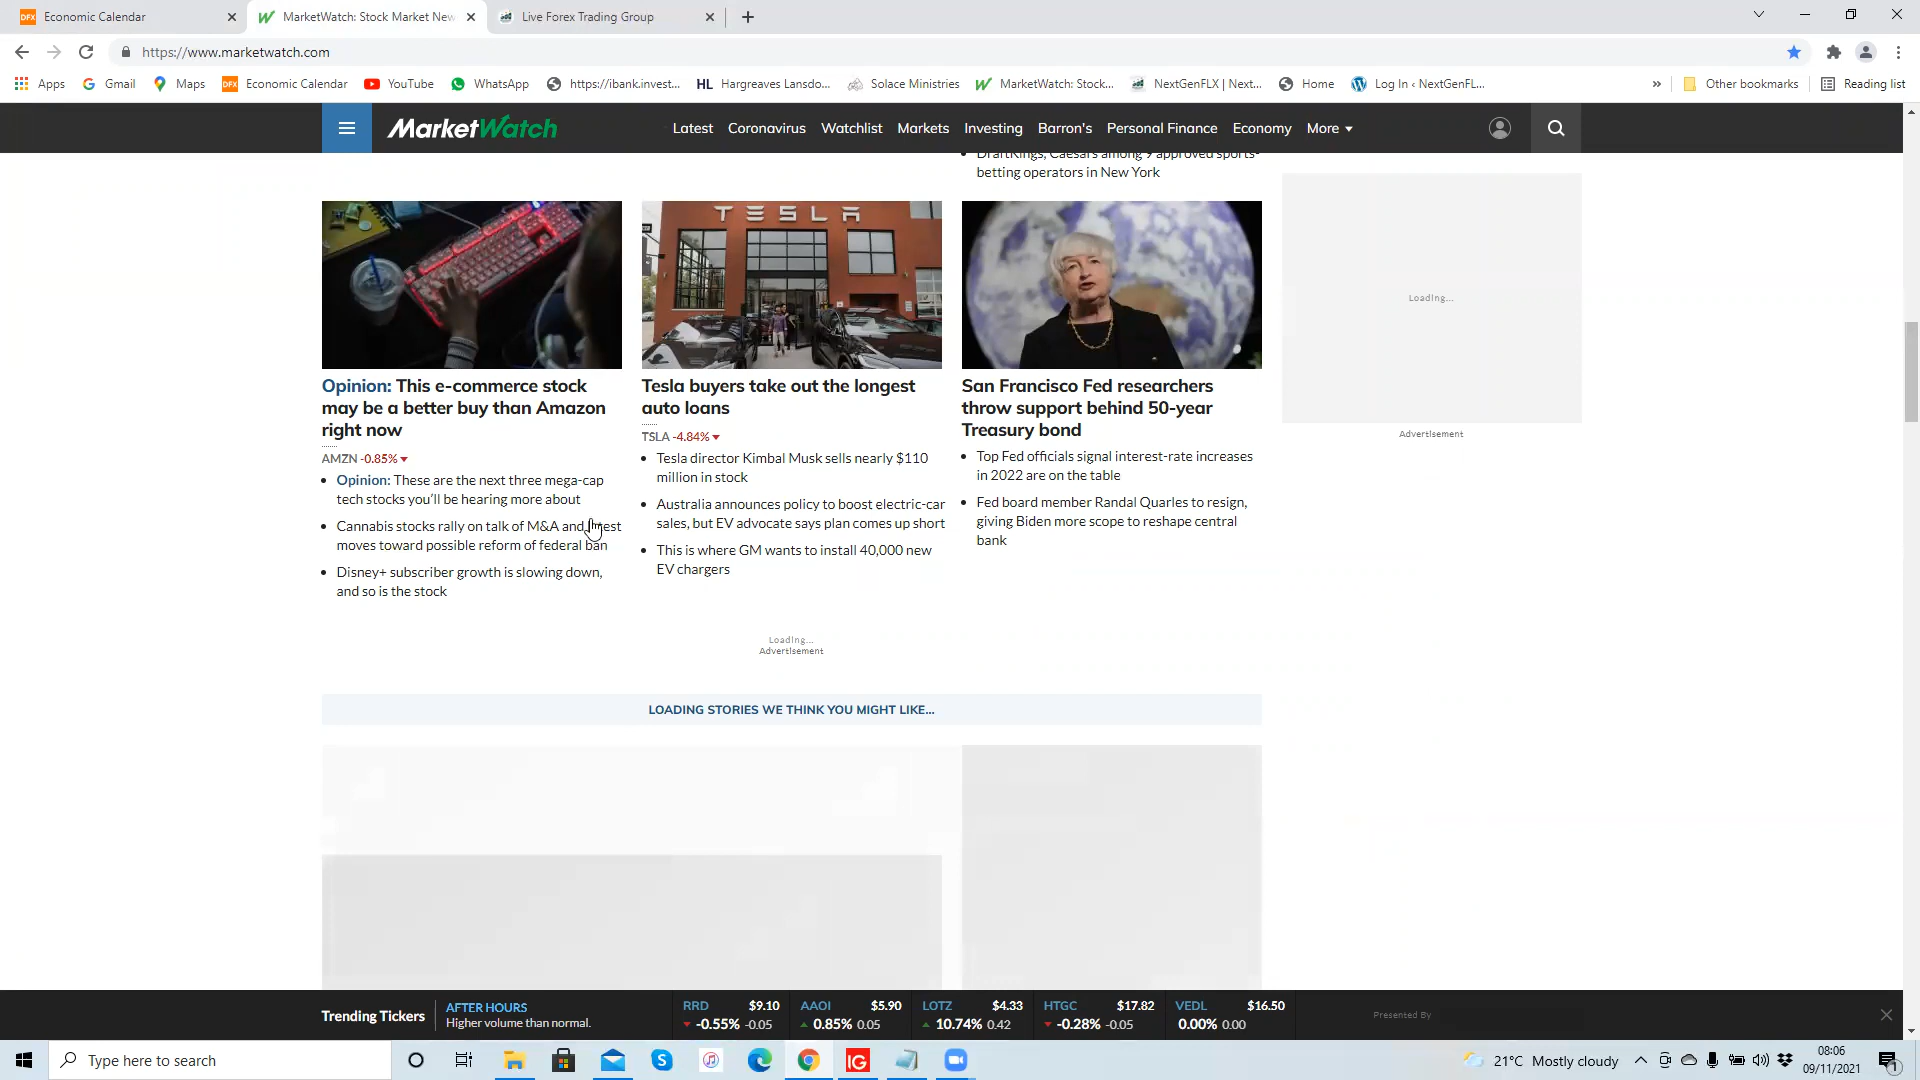 Economic Calendar
MarketWatch: Stock Market New
Live Forex Trading Group
https://www.marketwatch.com
Apps
Gmail
Maps
Economic Calendar
YouTube
WhatsApp
https://ibank.invest...
HL Hargreaves Lansdo...
Solace Ministries
MarketWatch: Stock...
NextGenFLX | Next...
Home
Log In ‹ NextGenFL...
»
Other bookmarks
Reading list
MarketWatch
Latest
Coronavirus
Watchlist
Markets
Investing
Barron's
Personal Finance
Economy
More
DraftKings, Caesars among 9 approved sports-
betting operators in New York
TESLA
Opinion: This e-commerce stock
may be a better buy than Amazon
right now
AMZN -0.85%
Opinion: These are the next three mega-cap
tech stocks you'll be hearing more about
Cannabis stocks rally on talk of M&A and est
moves toward possible reform of federal ban
Disney+ subscriber growth is slowing down,
and so is the stock
Tesla buyers take out the longest
auto loans
TSLA -4.84%
Tesla director Kimbal Musk sells nearly $110
million in stock
Australia announces policy to boost electric-car
sales, but EV advocate says plan comes up short
This is where GM wants to install 40,000 new
EV chargers
San Francisco Fed researchers
throw support behind 50-year
Treasury bond
Top Fed officials signal interest-rate increases
in 2022 are on the table
Fed board member Randal Quarles to resign,
giving Biden more scope to reshape central
bank
Loading...
Advertisement
Loading...
Advertisement
LOADING STORIES WE THINK YOU MIGHT LIKE...
Trending Tickers
AFTER HOURS
Higher volume than normal.
RRD $9.10
-0.55% -0.05
AAOI $5.90
0.85% 0.05
LOTZ $4.33
10.74% 0.42
HTGC $17.82
-0.28% -0.05
VEDL $16.50
0.00% 0.00
Presented By
Type here to search
IG
21°C Mostly cloudy
08:06
09/11/2021
1